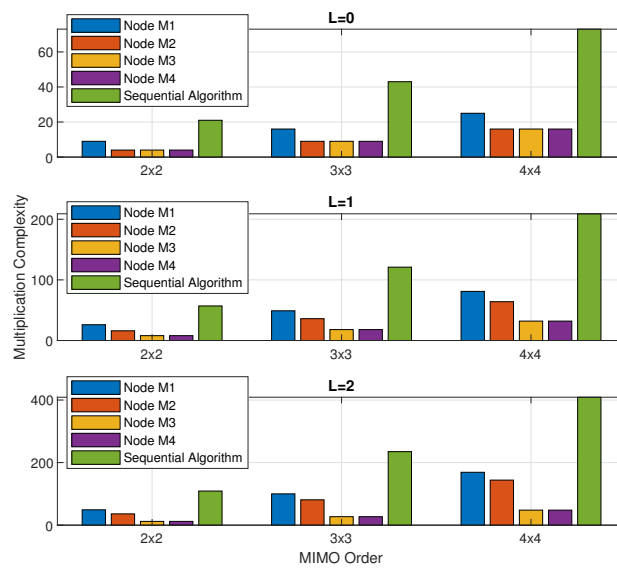 L=0
Node M1
Node M2
Node M3
Node M4
Sequential Algorithm
60
40
20
0
2x2
3x3
4x4
L=1
Node M1
Node M2
Node M3
Node M4
Sequential Algorithm
200
100
0
2x2
3x3
4x4
Multiplication Complexity
L=2
Node M1
Node M2
Node M3
Node M4
Sequential Algorithm
400
200
0
2x2
3x3
4x4
MIMO Order